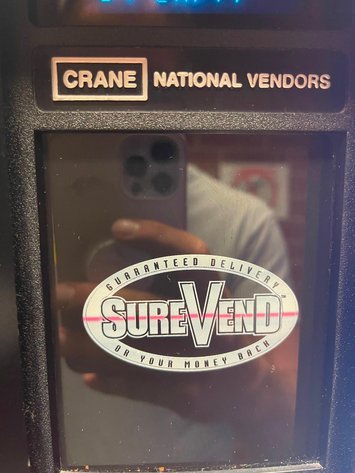 CRANE NATIONAL VENDORS
GUARANTEED DELIVERY
SUREVEND
OR YOUR MONEY BACK